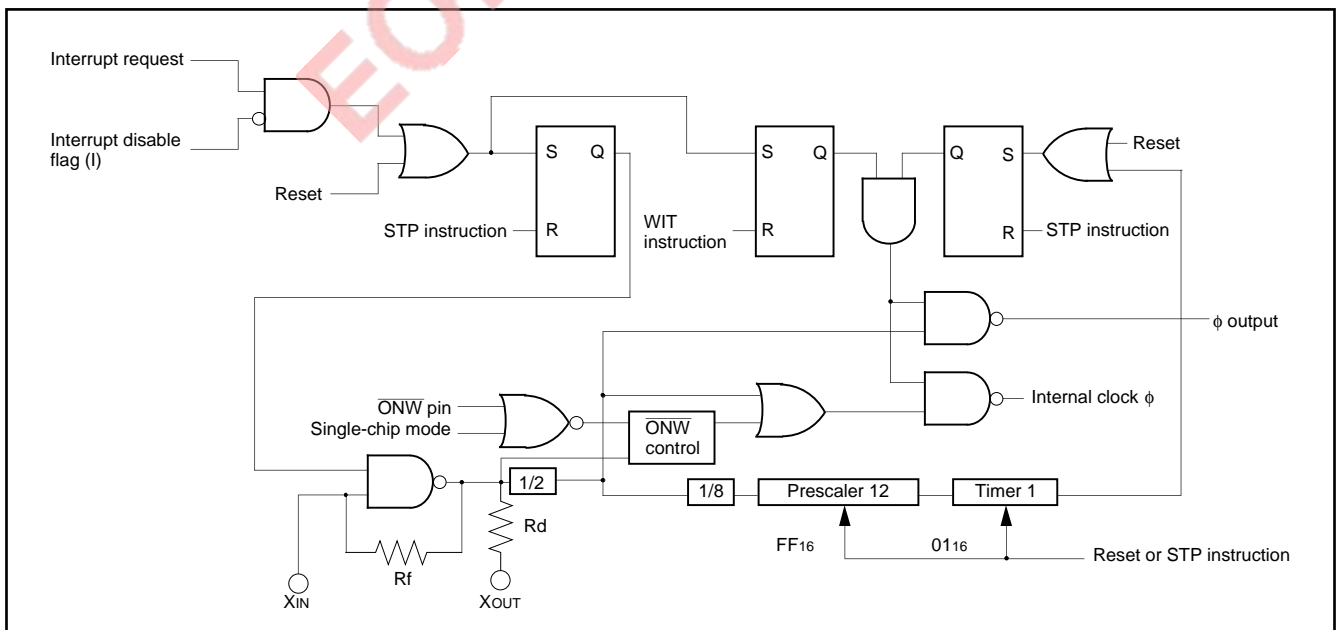 EOL
Interrupt request
Interrupt disable
flag (I)
Reset
S Q
STP instruction
R
WIT
instruction
S Q
R
Q S
R
Reset
STP instruction
ϕ output
ONW pin
Single-chip mode
ONW
control
Internal clock ϕ
1/2
1/8
Prescaler 12
Timer 1
Rd
Rf
FF16
0116
Reset or STP instruction
XIN
XOUT